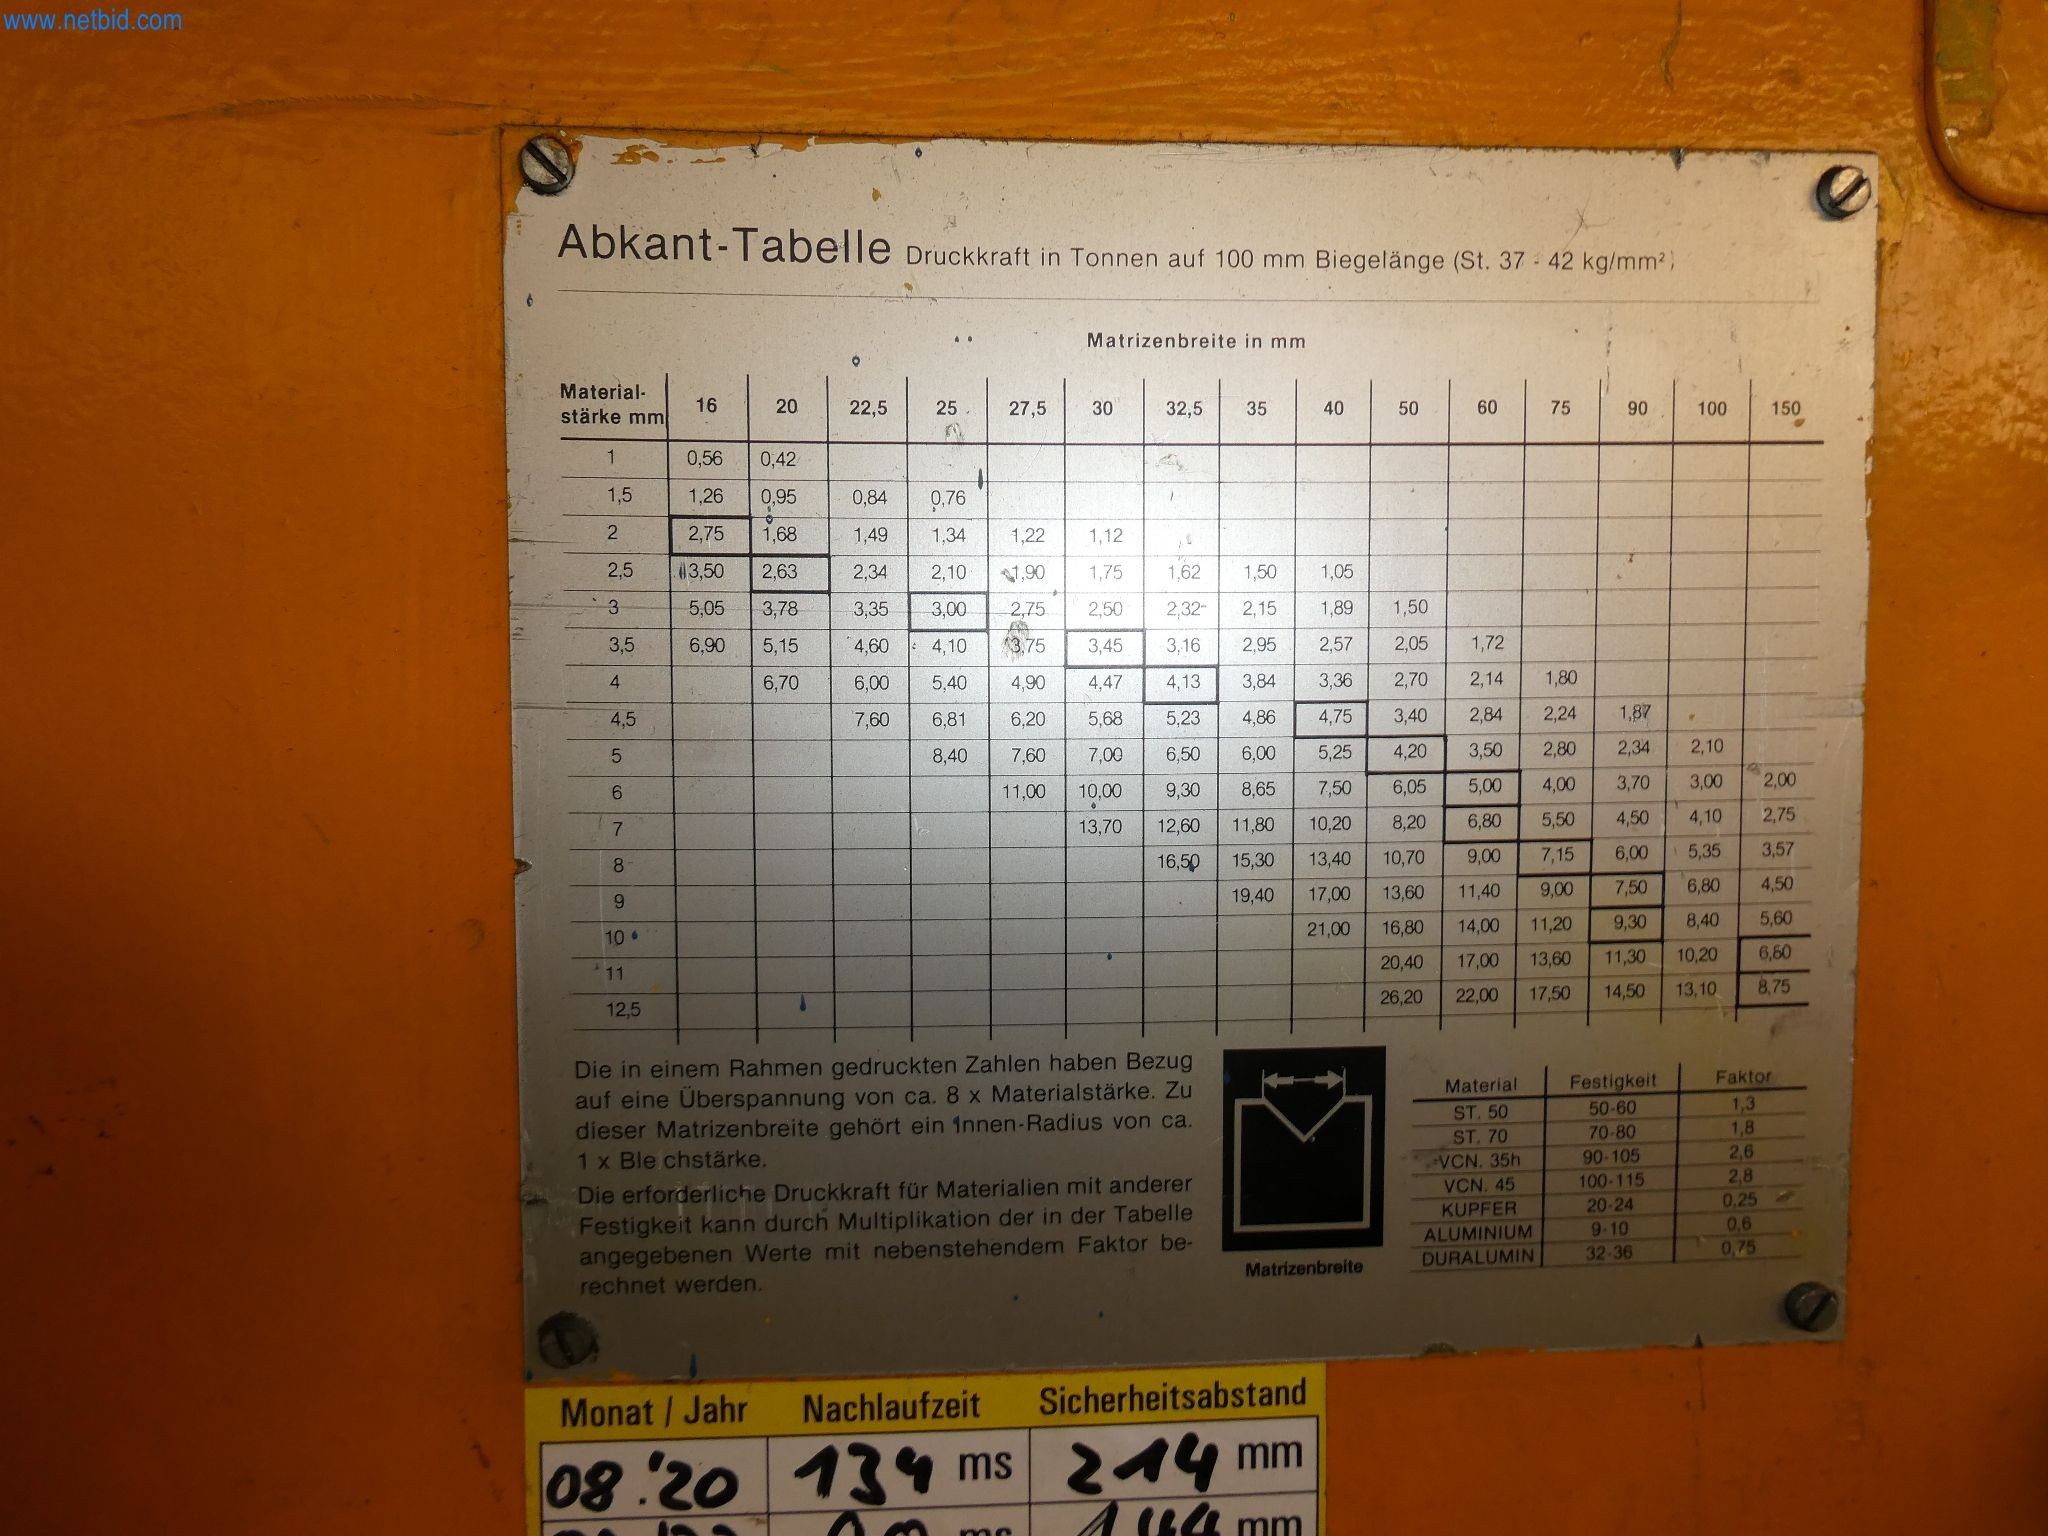 www.netbid.com
Abkant-Tabelle Druckkraft in Tonnen auf 100 mm Biegelänge (St. 37 - 42 kg/mm²)
Matrizenbreite in mm
Material-
stärke mm 16 20 22,5 25 27,5 30 32,5 35 40 50 60 75 90 100 150
1 0,56 0,42
1,5 1,26 0,95 0,84 0,76
2 2,75 1,68 1,49 1,34 1,22 1,12
2,5 3,50 2,63 2,34 2,10 1,90 1,75 1,62 1,50 1,05
3 5,05 3,78 3,35 3,00 2,75 2,50 2,32 2,15 1,89 1,50
3,5 6,90 5,15 4,60 4,10 3,75 3,45 3,16 2,95 2,57 2,05 1,72
4 6,70 6,00 5,40 4,90 4,47 4,13 3,84 3,36 2,70 2,14 1,80
4,5 7,60 6,81 6,20 5,68 5,23 4,86 4,75 3,40 2,84 2,24 1,87
5 8,40 7,60 7,00 6,50 6,00 5,25 4,20 3,50 2,80 2,34 2,10
6 11,00 10,00 9,30 8,65 7,50 6,05 5,00 4,00 3,70 3,00 2,00
7 13,70 12,60 11,80 10,20 8,20 6,80 5,50 4,50 4,10 2,75
8 16,50 15,30 13,40 10,70 9,00 7,15 6,00 5,35 3,57
9 19,40 17,00 13,60 11,40 9,00 7,50 6,80 4,50
10 21,00 16,80 14,00 11,20 9,30 8,40 5,60
11 20,40 17,00 13,60 11,30 10,20 6,80
12,5 26,20 22,00 17,50 14,50 13,10 8,75
Die in einem Rahmen gedruckten Zahlen haben Bezug
auf eine Überspannung von ca. 8 x Materialstärke. Zu
dieser Matrizenbreite gehört ein Innen-Radius von ca.
1 x Ble chstärke.
Die erforderliche Druckkraft für Materialien mit anderer
Festigkeit kann durch Multiplikation der in der Tabelle
angegebenen Werte mit nebenstehendem Faktor be-
rechnet werden.
Matrizenbreite
Material Festigkeit Faktor
ST. 50 50-60 1,3
ST. 70 70-80 1,8
VCN. 35h 90-105 2,6
VCN. 45 100-115 2,8
KUPFER 20-24 0,25
ALUMINIUM 9-10 0,6
DURALUMIN 32-36 0,75
Monat / Jahr Nachlaufzeit Sicherheitsabstand
08.'20 134 ms 214 mm
ms 144 mm